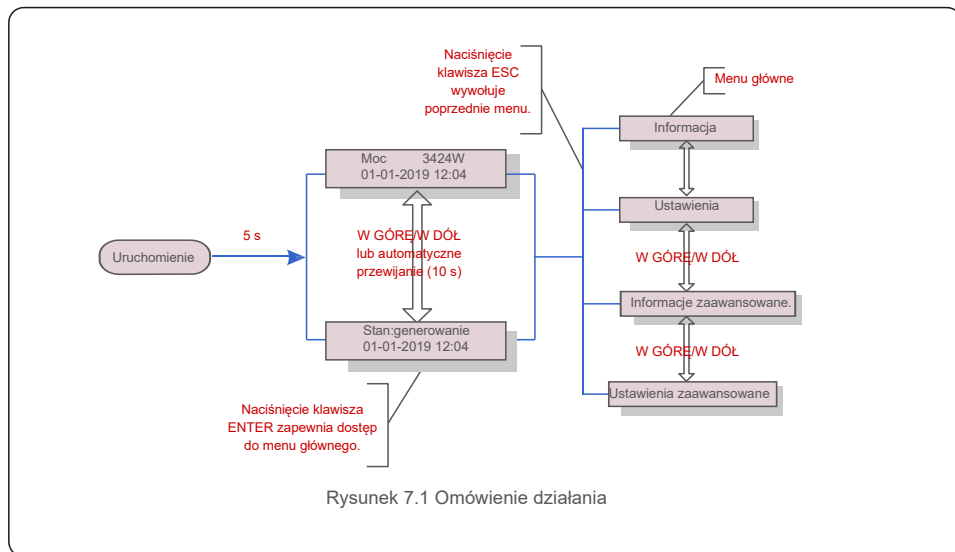 Naciśnięcie
klawisza ESC
wywołuje
poprzednie menu.
Menu główne
Informacja
Moc 3424W
01-01-2019 12:04
Ustawienia
5 s
W GÓRĘ/W DÓŁ
lub automatyczne
przewijanie (10 s)
Uruchomienie
W GÓRĘ/W DÓŁ
Informacje zaawansowane.
Stan:generowanie
01-01-2019 12:04
W GÓRĘ/W DÓŁ
Ustawienia zaawansowane
Naciśnięcie klawisza
ENTER zapewnia dostęp
do menu głównego.
Rysunek 7.1 Omówienie działania